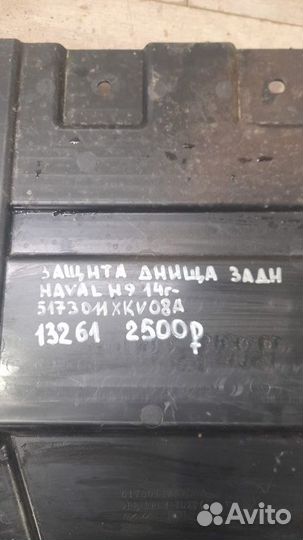 ЗАЩИТА ДНИЩА ЗАДН
HAVAL H9 14г-
5173011XKV08A
13261 2500р
Avito